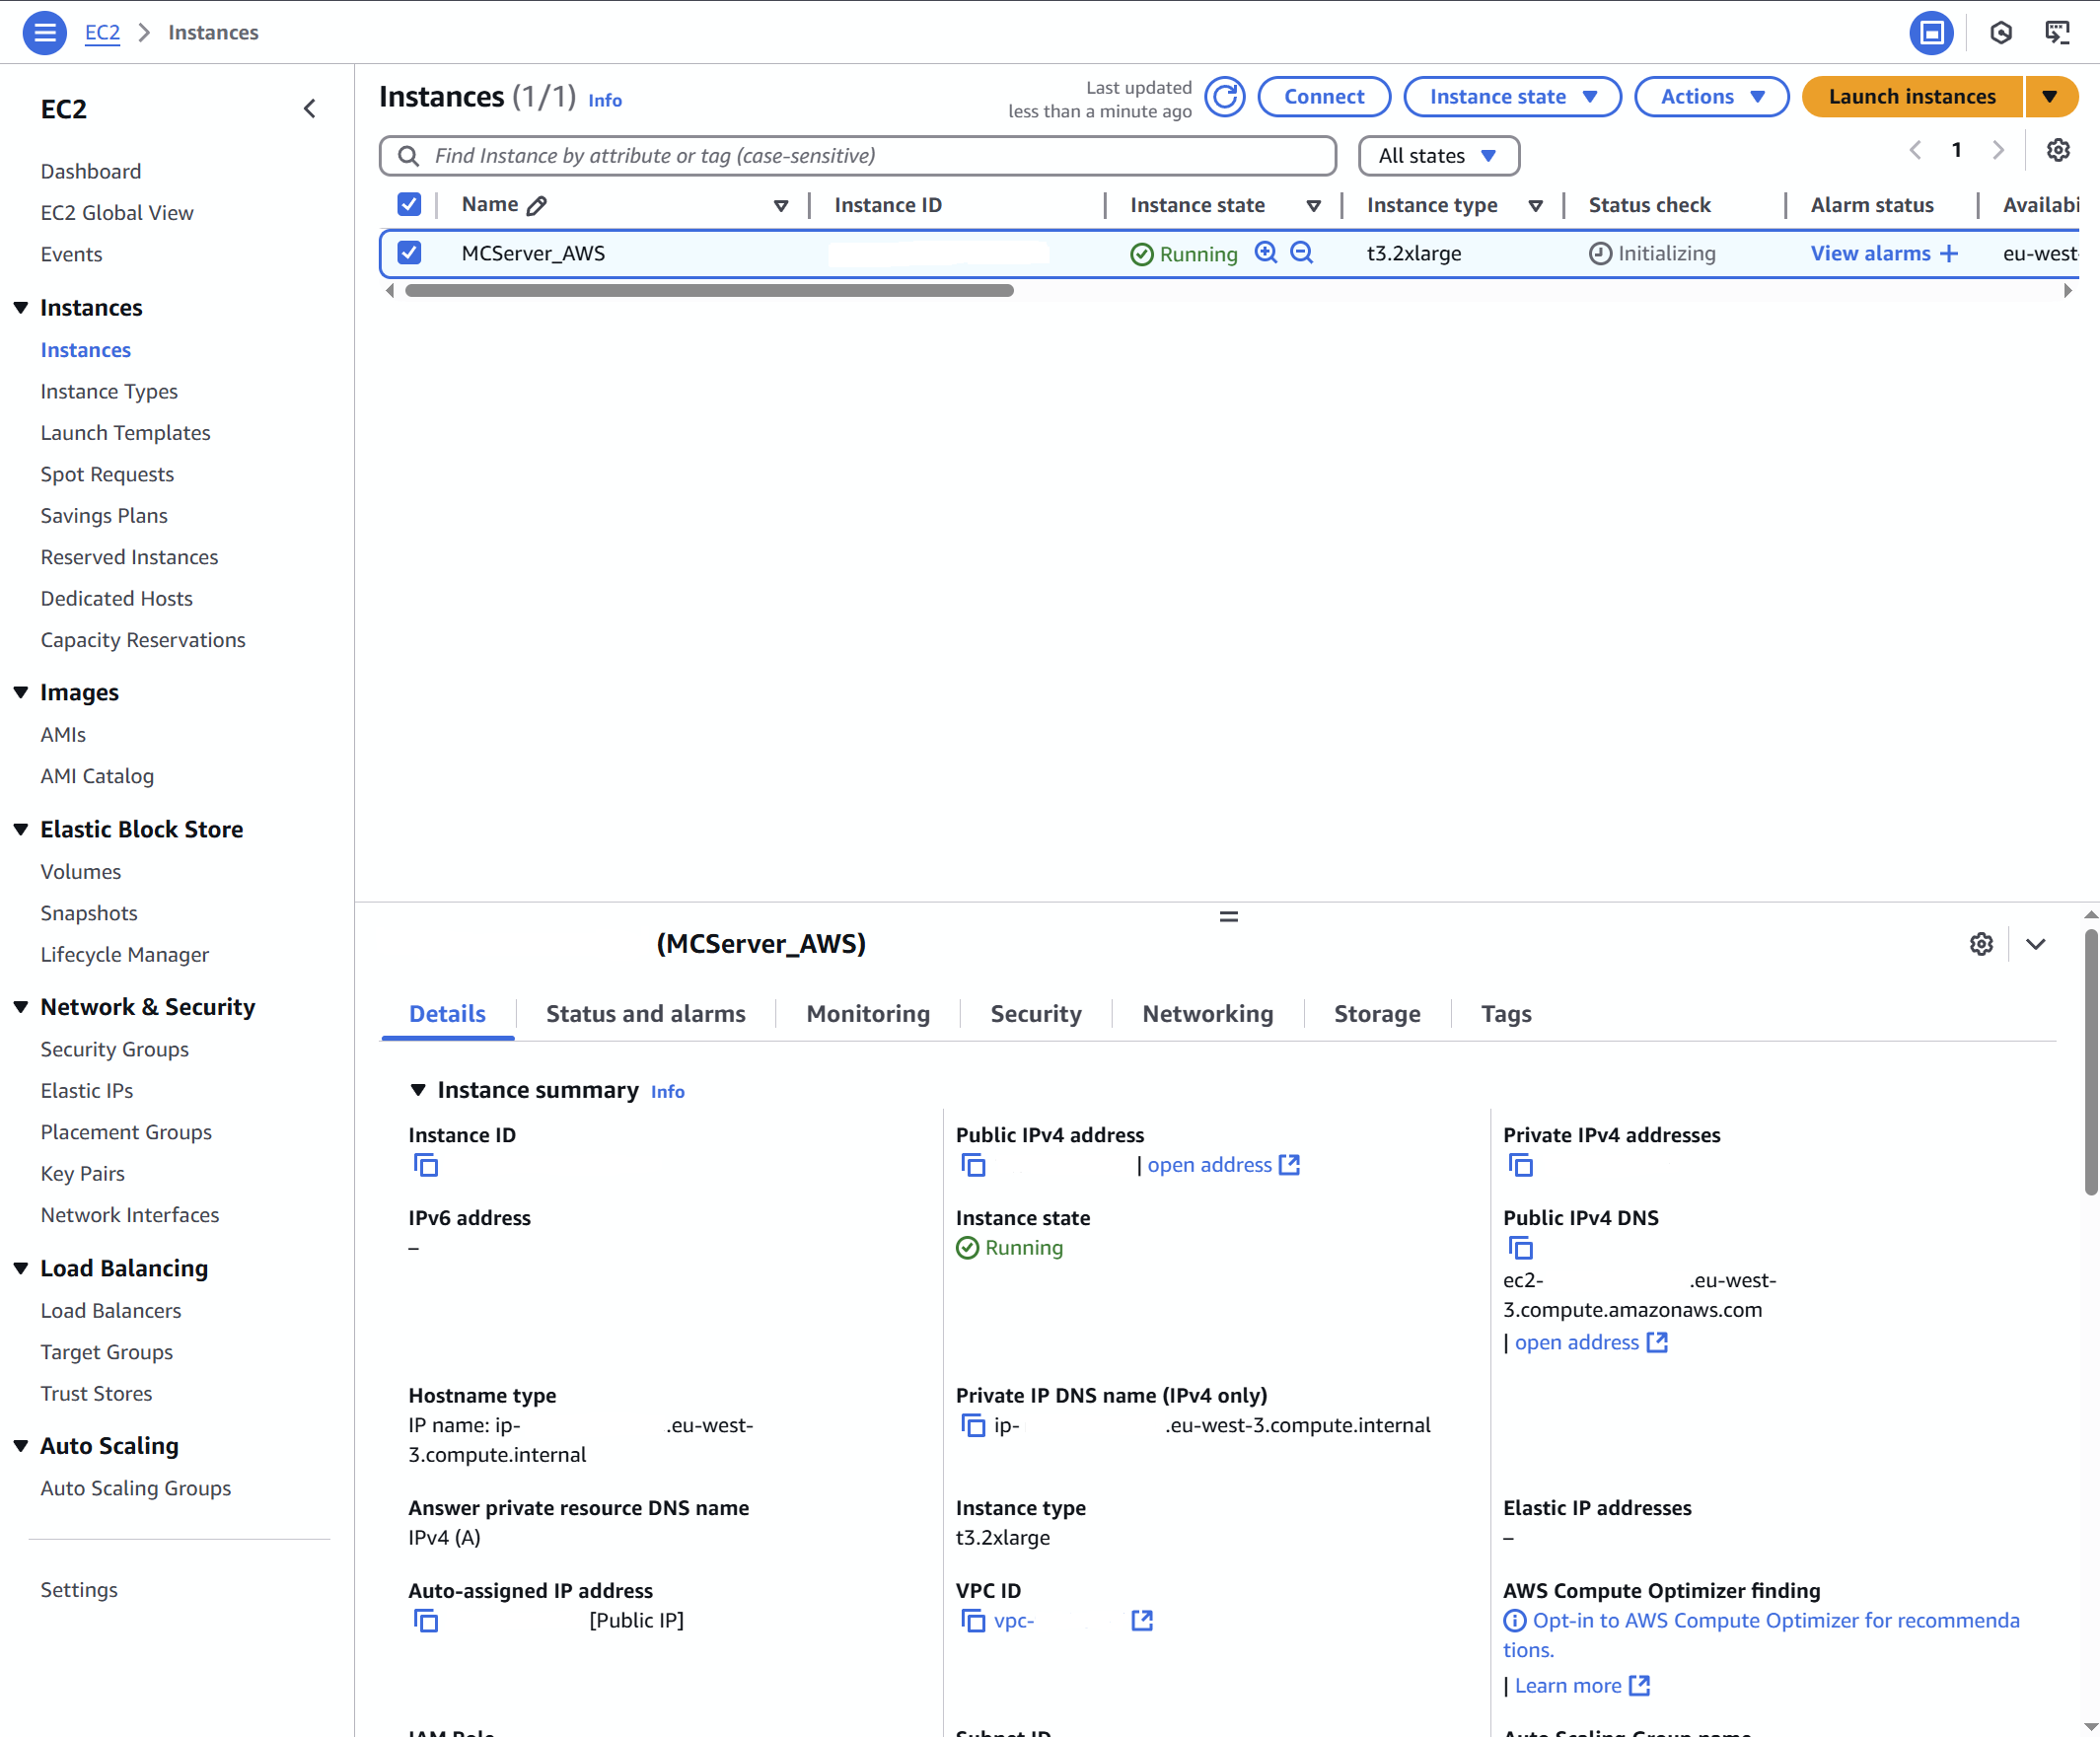 EC2
Instances
EC2
Dashboard
EC2 Global View
Events
Instances
Instances
Instance Types
Launch Templates
Spot Requests
Savings Plans
Reserved Instances
Dedicated Hosts
Capacity Reservations
Images
AMIs
AMI Catalog
Elastic Block Store
Volumes
Snapshots
Lifecycle Manager
Network & Security
Security Groups
Elastic IPs
Placement Groups
Key Pairs
Network Interfaces
Load Balancing
Load Balancers
Target Groups
Trust Stores
Auto Scaling
Auto Scaling Groups
Settings
Instances (1/1) Info
Last updated
less than a minute ago
Connect
Instance state
Actions
Launch instances
Find Instance by attribute or tag (case-sensitive)
All states
1
Name
Instance ID
Instance state
Instance type
Status check
Alarm status
Availabi
MCServer_AWS
Running
t3.2xlarge
Initializing
View alarms +
eu-west-
(MCServer_AWS)
Details
Status and alarms
Monitoring
Security
Networking
Storage
Tags
Instance summary Info
Instance ID
Public IPv4 address
| open address
Private IPv4 addresses
IPv6 address
–
Instance state
Running
Public IPv4 DNS
ec2- .eu-west-
3.compute.amazonaws.com
| open address
Hostname type
IP name: ip- .eu-west-
3.compute.internal
Private IP DNS name (IPv4 only)
ip- .eu-west-3.compute.internal
Answer private resource DNS name
IPv4 (A)
Instance type
t3.2xlarge
Elastic IP addresses
–
Auto-assigned IP address
[Public IP]
VPC ID
vpc-
AWS Compute Optimizer finding
Opt-in to AWS Compute Optimizer for recommenda
tions.
| Learn more
IAM Role
Subnet ID
Auto Scaling Group name